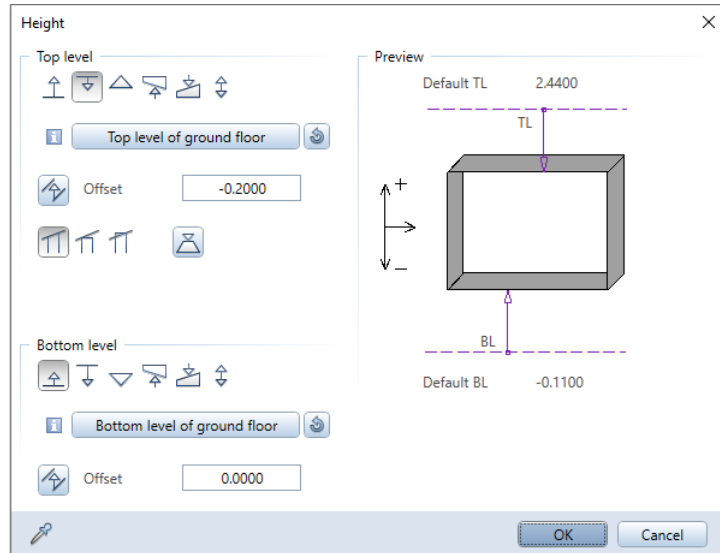 Height
Top level
Top level of ground floor
Offset
-0.2000
Bottom level
Bottom level of ground floor
Offset
0.0000
Preview
Default TL 2.4400
TL
+
−
BL
Default BL -0.1100
OK
Cancel